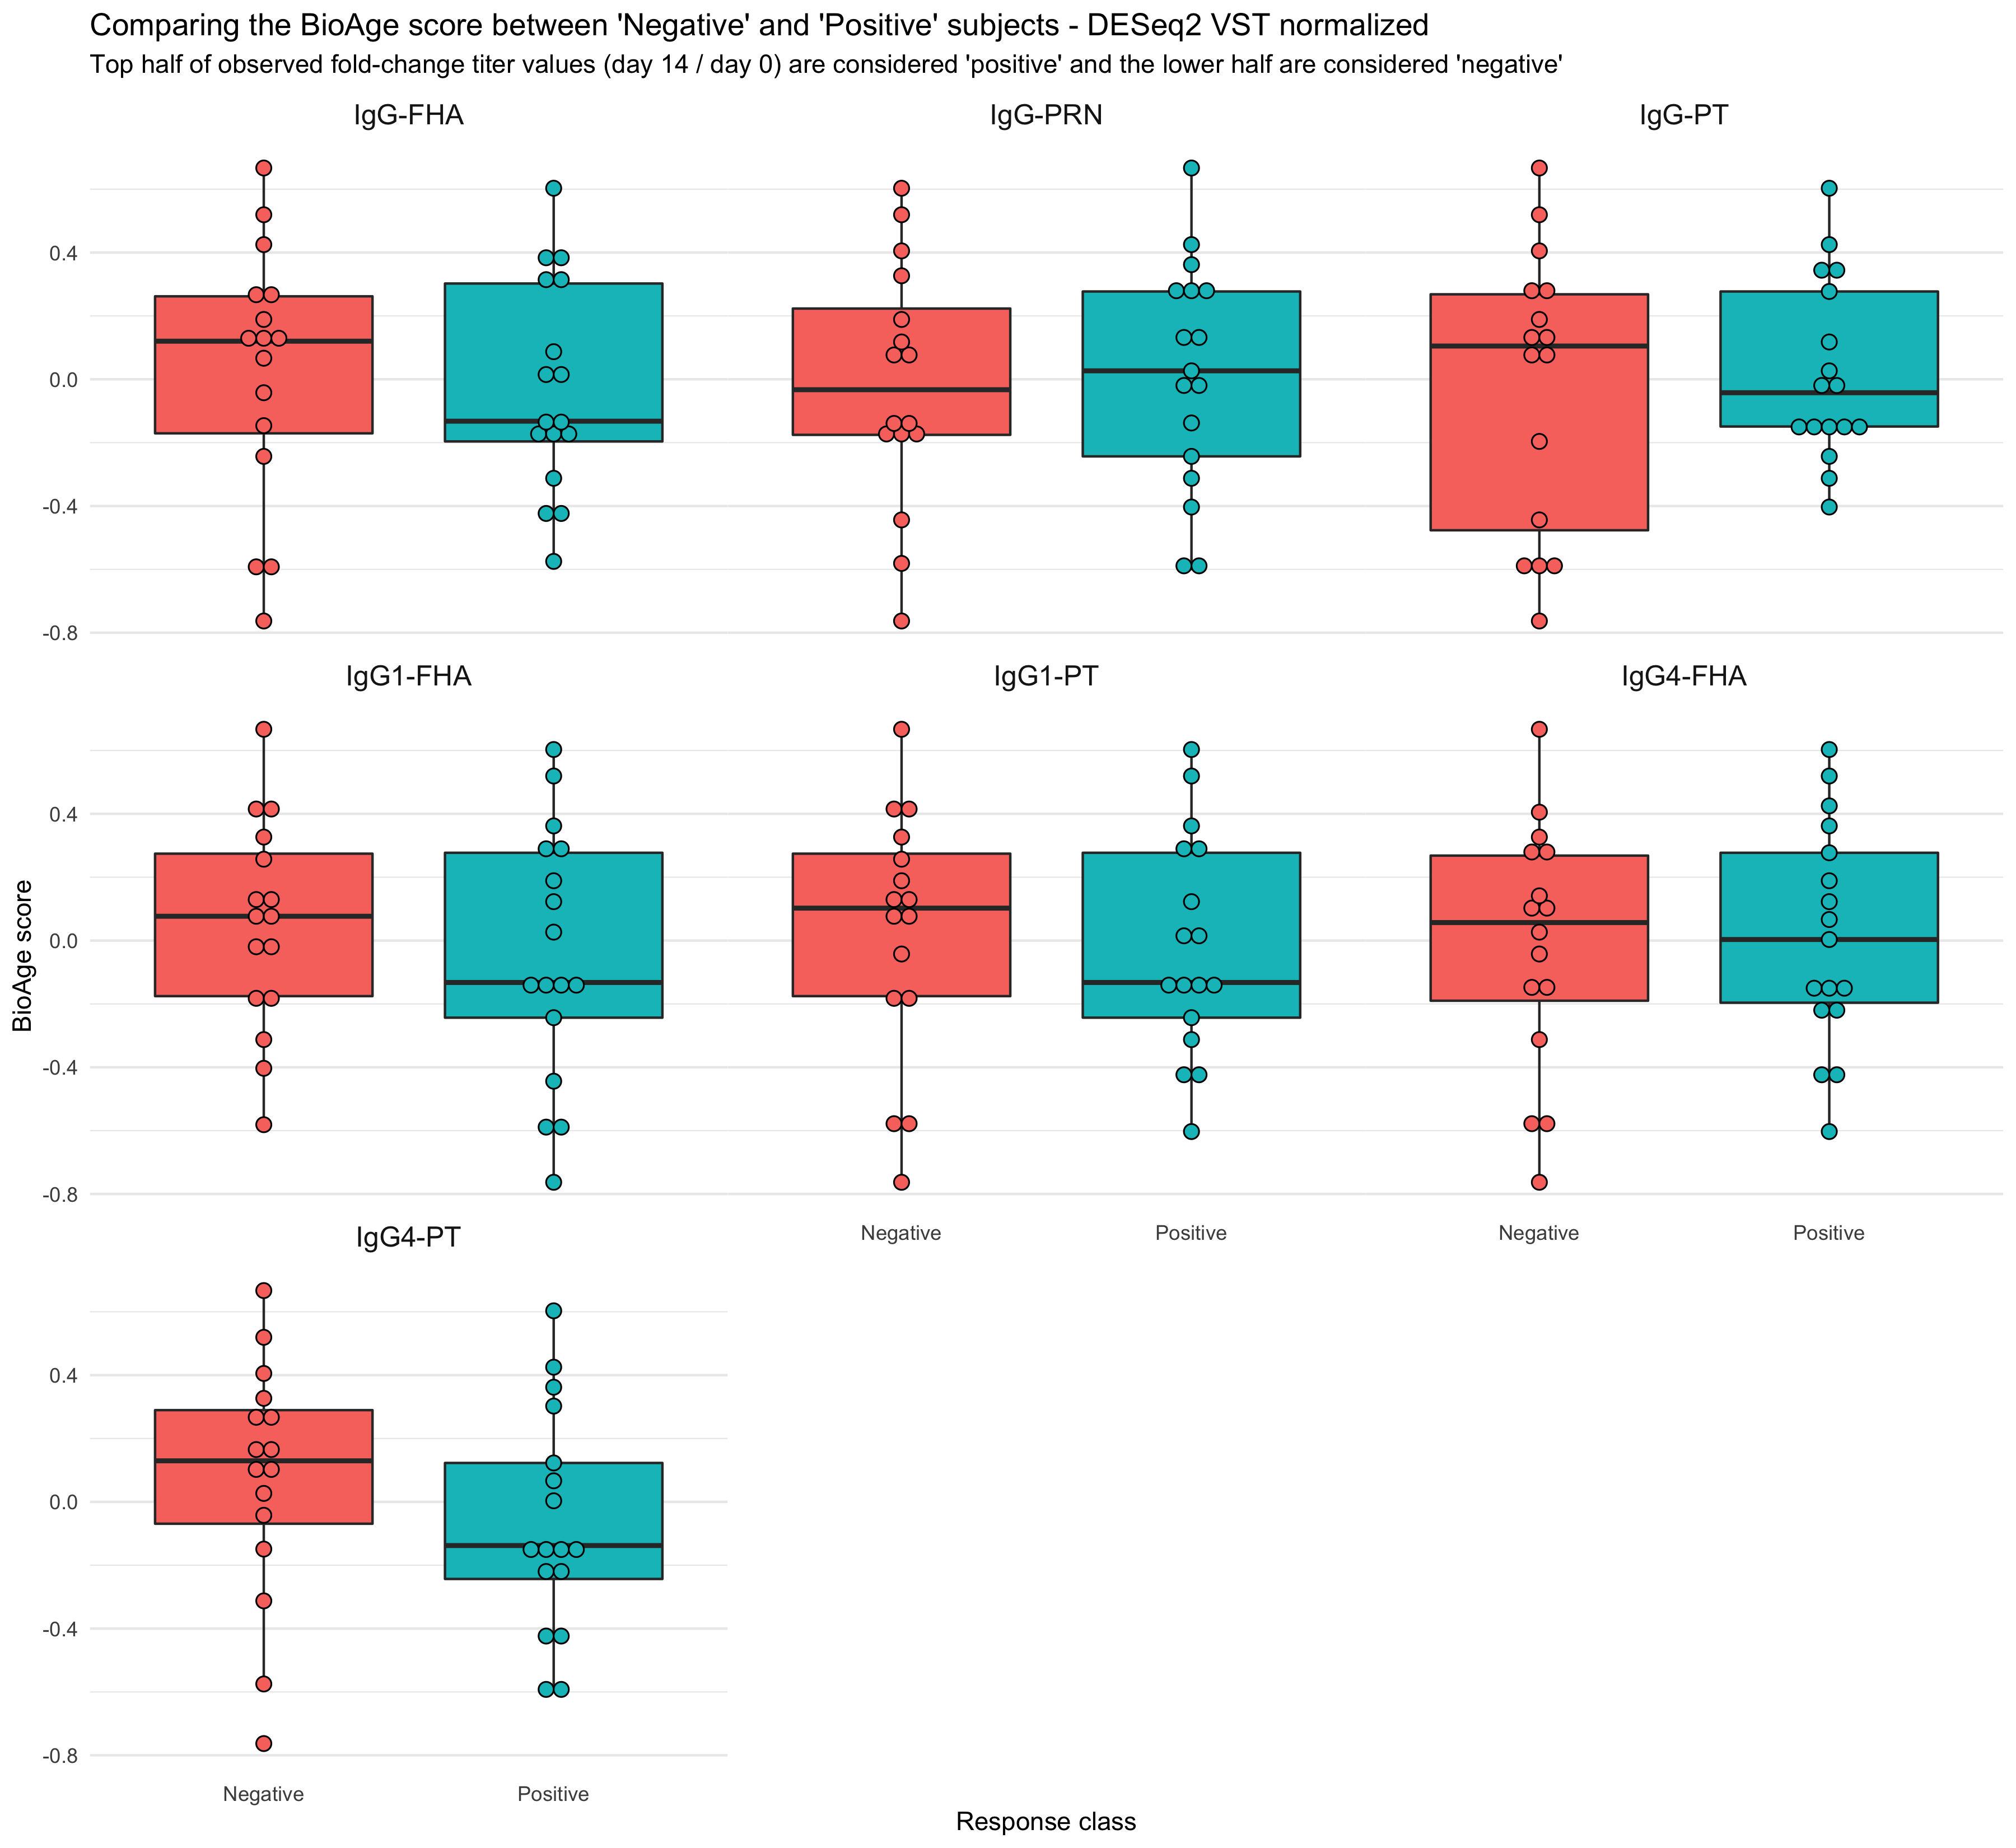 Comparing the BioAge score between 'Negative' and 'Positive' subjects - DESeq2 VST normalized
Top half of observed fold-change titer values (day 14 / day 0) are considered 'positive' and the lower half are considered 'negative'
IgG-FHA
IgG-PRN
IgG-PT
0.4
0.0
-0.4
-0.8
IgG1-FHA
IgG1-PT
IgG4-FHA
0.4
0.0
-0.4
-0.8
BioAge score
Negative
Positive
Negative
Positive
IgG4-PT
0.4
0.0
-0.4
-0.8
Negative
Positive
Response class